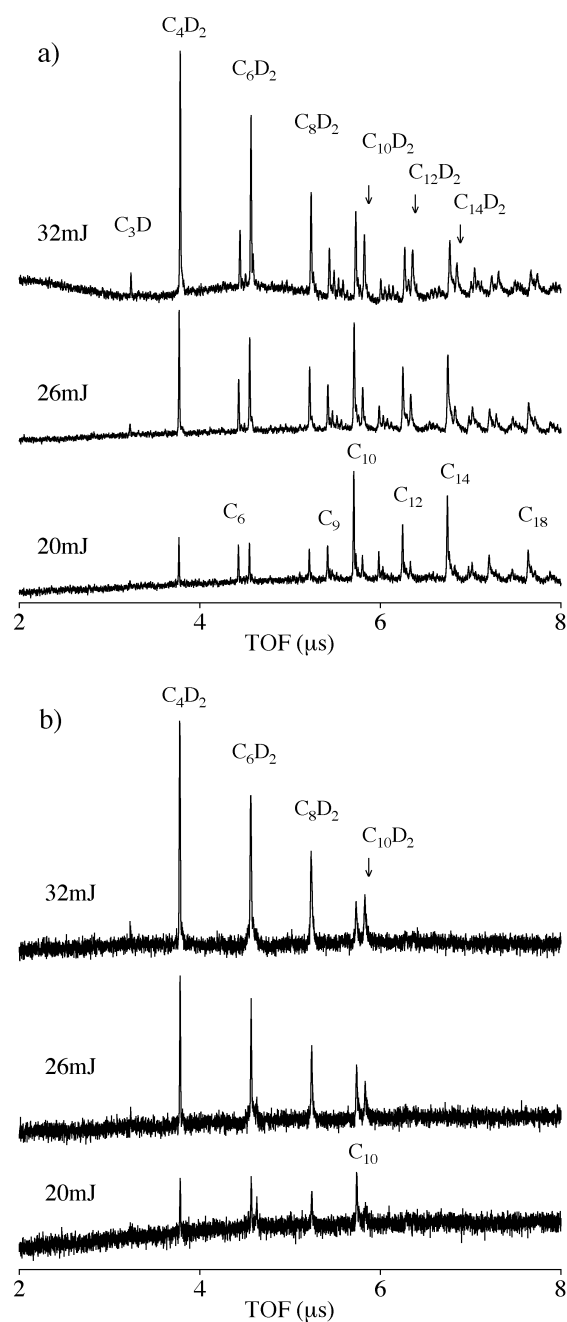 a)
C₄D₂
C₆D₂
C₈D₂
C₁₀D₂
C₁₂D₂
C₁₄D₂
C₃D
32mJ
26mJ
C₁₀
C₁₄
C₆
C₉
C₁₂
C₁₈
20mJ
2 4 6 8
TOF (μs)
b)
C₄D₂
C₆D₂
C₈D₂
C₁₀D₂
32mJ
26mJ
C₁₀
20mJ
2 4 6 8
TOF (μs)